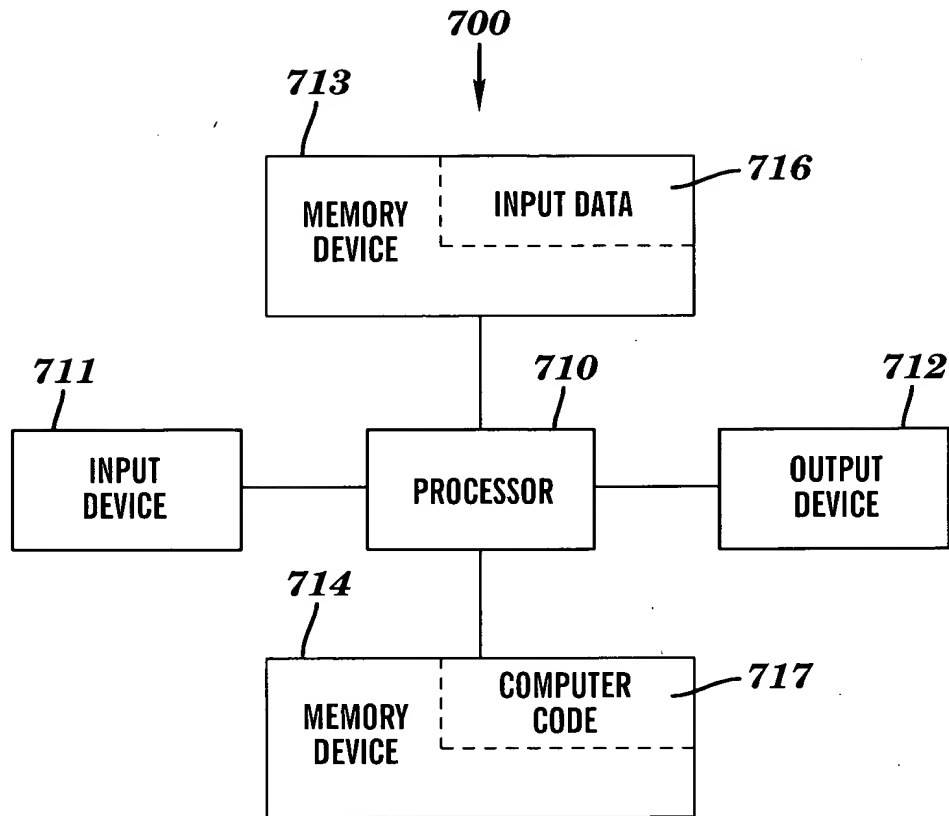 700
713
716
MEMORY
DEVICE
INPUT DATA
711
710
712
INPUT
DEVICE
PROCESSOR
OUTPUT
DEVICE
714
717
MEMORY
DEVICE
COMPUTER
CODE